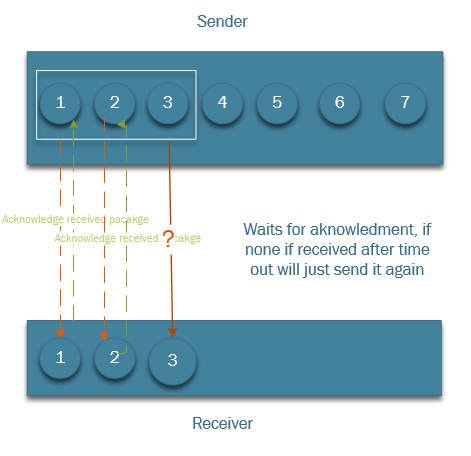 Sender
1 2 3 4 5 6 7
Acknowledge received pacakge
Acknowledge received ?cakge
Waits for aknowledment, if
none if received after time
out will just send it again
1 2 3
Receiver